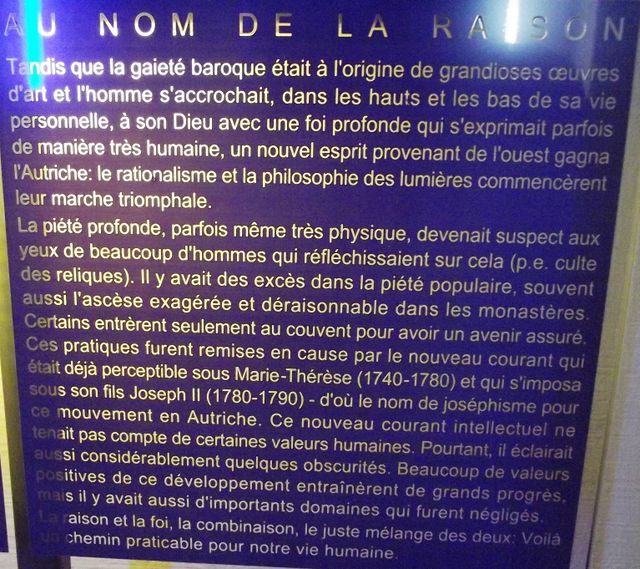 AU NOM DE LA RAISON
Tandis que la gaieté baroque était à l'origine de grandioses œuvres
d'art et l'homme s'accrochait, dans les hauts et les bas de sa vie
personnelle, à son Dieu avec une foi profonde qui s'exprimait parfois
de manière très humaine, un nouvel esprit provenant de l'ouest gagna
l'Autriche: le rationalisme et la philosophie des lumières commencèrent
leur marche triomphale.
La piété profonde, parfois même très physique, devenait suspect aux
yeux de beaucoup d'hommes qui réfléchissaient sur cela (p.e. culte
des reliques). Il y avait des excès dans la piété populaire, souvent
aussi l'ascèse exagérée et déraisonnable dans les monastères.
Certains entrèrent seulement au couvent pour avoir un avenir assuré.
Ces pratiques furent remises en cause par le nouveau courant qui
était déjà perceptible sous Marie-Thérèse (1740-1780) et qui s'imposa
sous son fils Joseph II (1780-1790) - d'où le nom de joséphisme pour
ce mouvement en Autriche. Ce nouveau courant intellectuel ne
tenait pas compte de certaines valeurs humaines. Pourtant, il éclairait
aussi considérablement quelques obscurités. Beaucoup de valeurs
positives de ce développement entraînèrent de grands progrès,
mais il y avait aussi d'importants domaines qui furent négligés.
La raison et la foi, la combinaison, le juste mélange des deux: Voilà
un chemin praticable pour notre vie humaine.